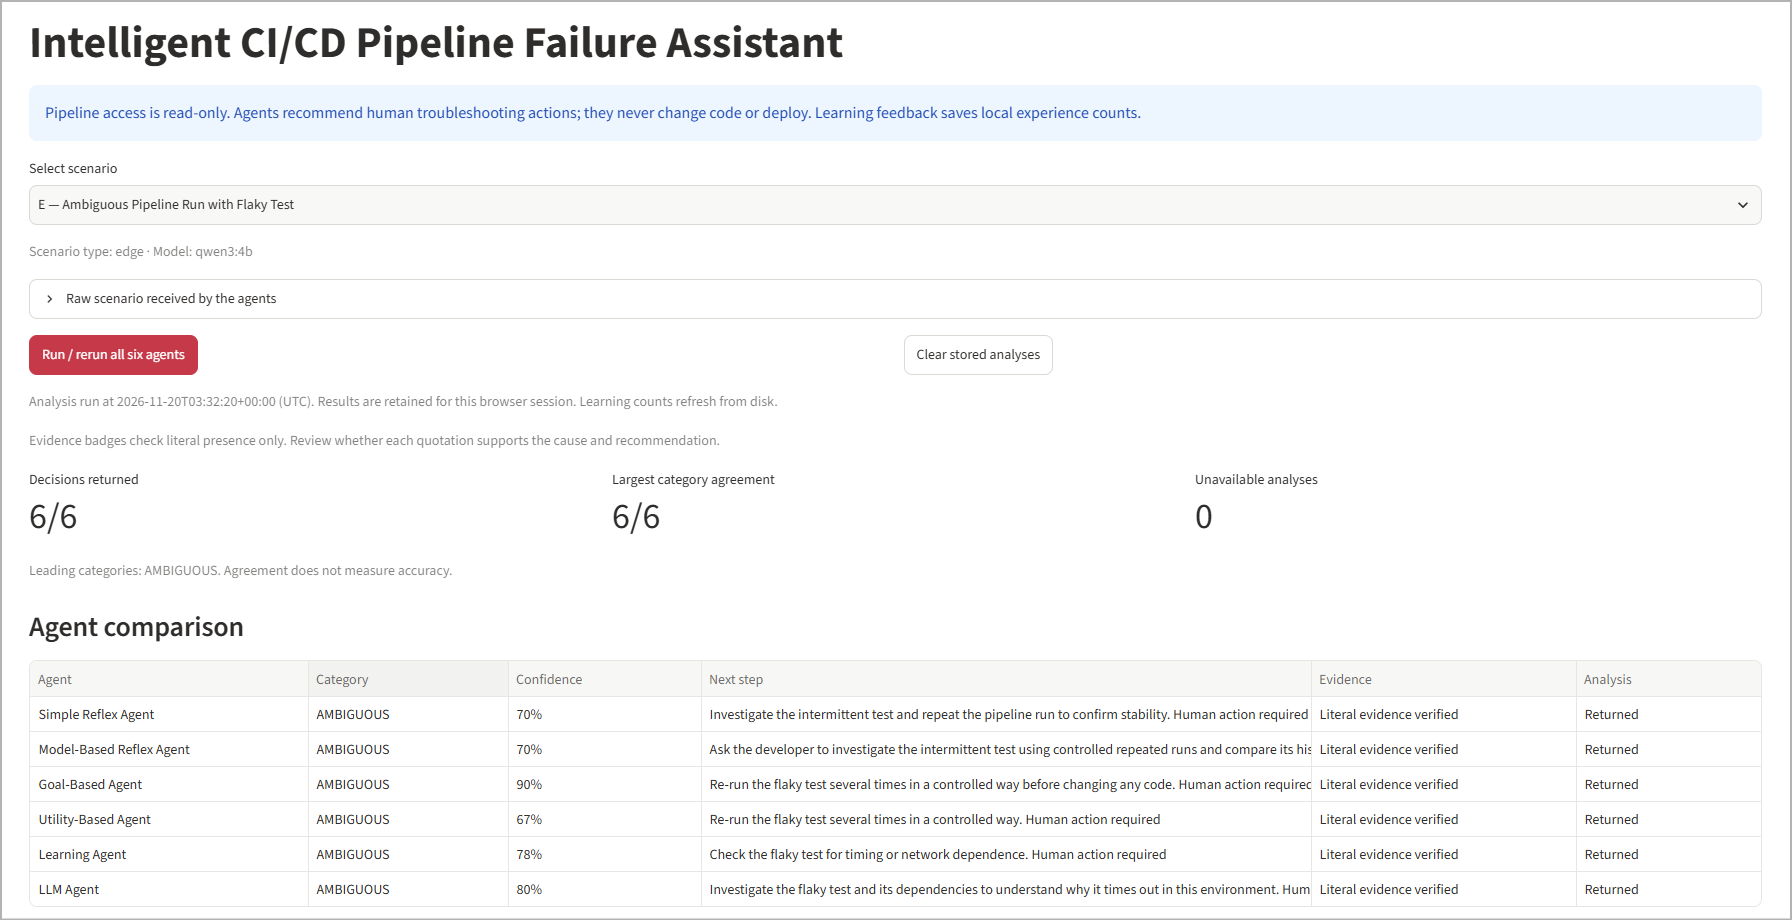 Intelligent CI/CD Pipeline Failure Assistant
Pipeline access is read-only. Agents recommend human troubleshooting actions; they never change code or deploy. Learning feedback saves local experience counts.
Select scenario
E — Ambiguous Pipeline Run with Flaky Test
Scenario type: edge · Model: qwen3:4b
Raw scenario received by the agents
Run / rerun all six agents Clear stored analyses
Analysis run at 2026-11-20T03:32:20+00:00 (UTC). Results are retained for this browser session. Learning counts refresh from disk.
Evidence badges check literal presence only. Review whether each quotation supports the cause and recommendation.
Decisions returned Largest category agreement Unavailable analyses
6/6 6/6 0
Leading categories: AMBIGUOUS. Agreement does not measure accuracy.
Agent comparison
Agent Category Confidence Next step Evidence Analysis
Simple Reflex Agent AMBIGUOUS 70% Investigate the intermittent test and repeat the pipeline run to confirm stability. Human action required Literal evidence verified Returned
Model-Based Reflex Agent AMBIGUOUS 70% Ask the developer to investigate the intermittent test using controlled repeated runs and compare its his Literal evidence verified Returned
Goal-Based Agent AMBIGUOUS 90% Re-run the flaky test several times in a controlled way before changing any code. Human action required Literal evidence verified Returned
Utility-Based Agent AMBIGUOUS 67% Re-run the flaky test several times in a controlled way. Human action required Literal evidence verified Returned
Learning Agent AMBIGUOUS 78% Check the flaky test for timing or network dependence. Human action required Literal evidence verified Returned
LLM Agent AMBIGUOUS 80% Investigate the flaky test and its dependencies to understand why it times out in this environment. Hum Literal evidence verified Returned